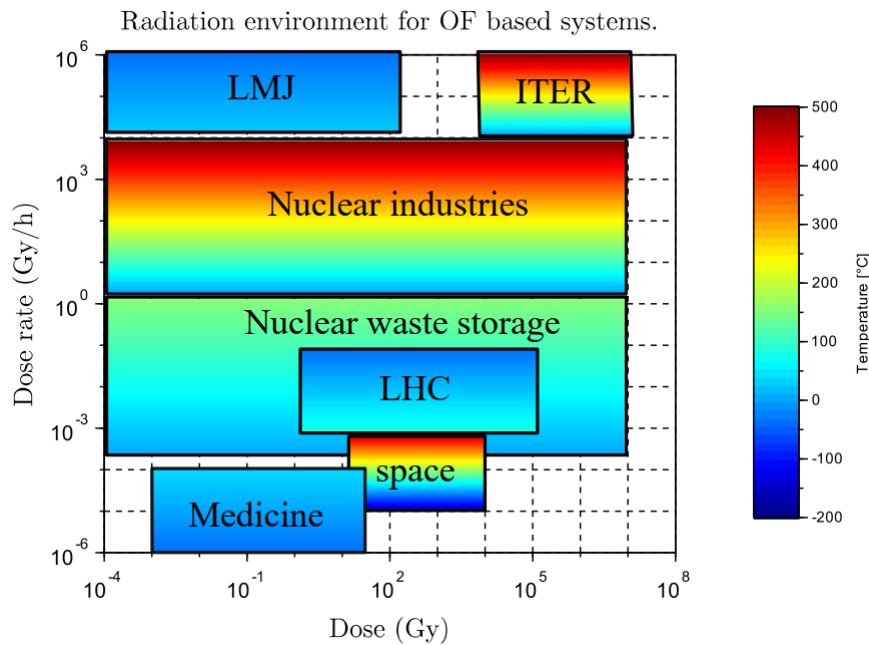 Radiation environment for OF based systems.
10^6
10^3
10^0
10^-3
10^-6
Dose rate (Gy/h)
LMJ
ITER
Nuclear industries
Nuclear waste storage
LHC
space
Medicine
10^-4
10^-1
10^2
10^5
10^8
Dose (Gy)
500
400
300
200
100
0
-100
-200
Temperature [°C]